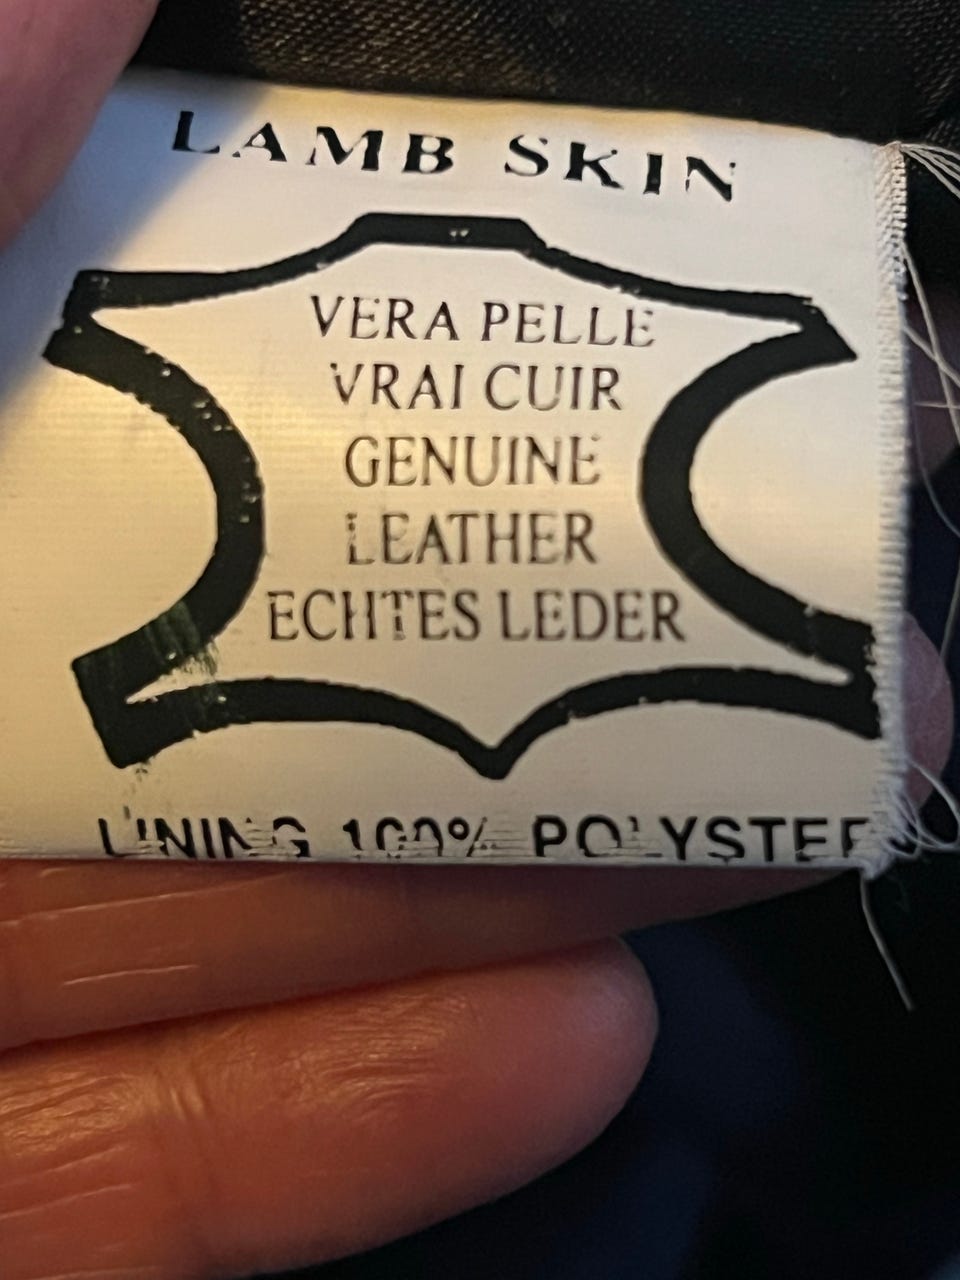 LAMB SKIN
VERA PELLE
VRAI CUIR
GENUINE
LEATHER
ECHTES LEDER
LINING 100% POLYSTER